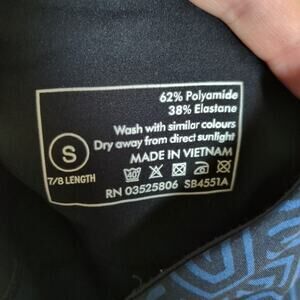 62% Polyamide
38% Elastane
Wash with similar colours
Dry away from direct sunlight
MADE IN VIETNAM
S
7/8 LENGTH
RN 03525806 SB4551A